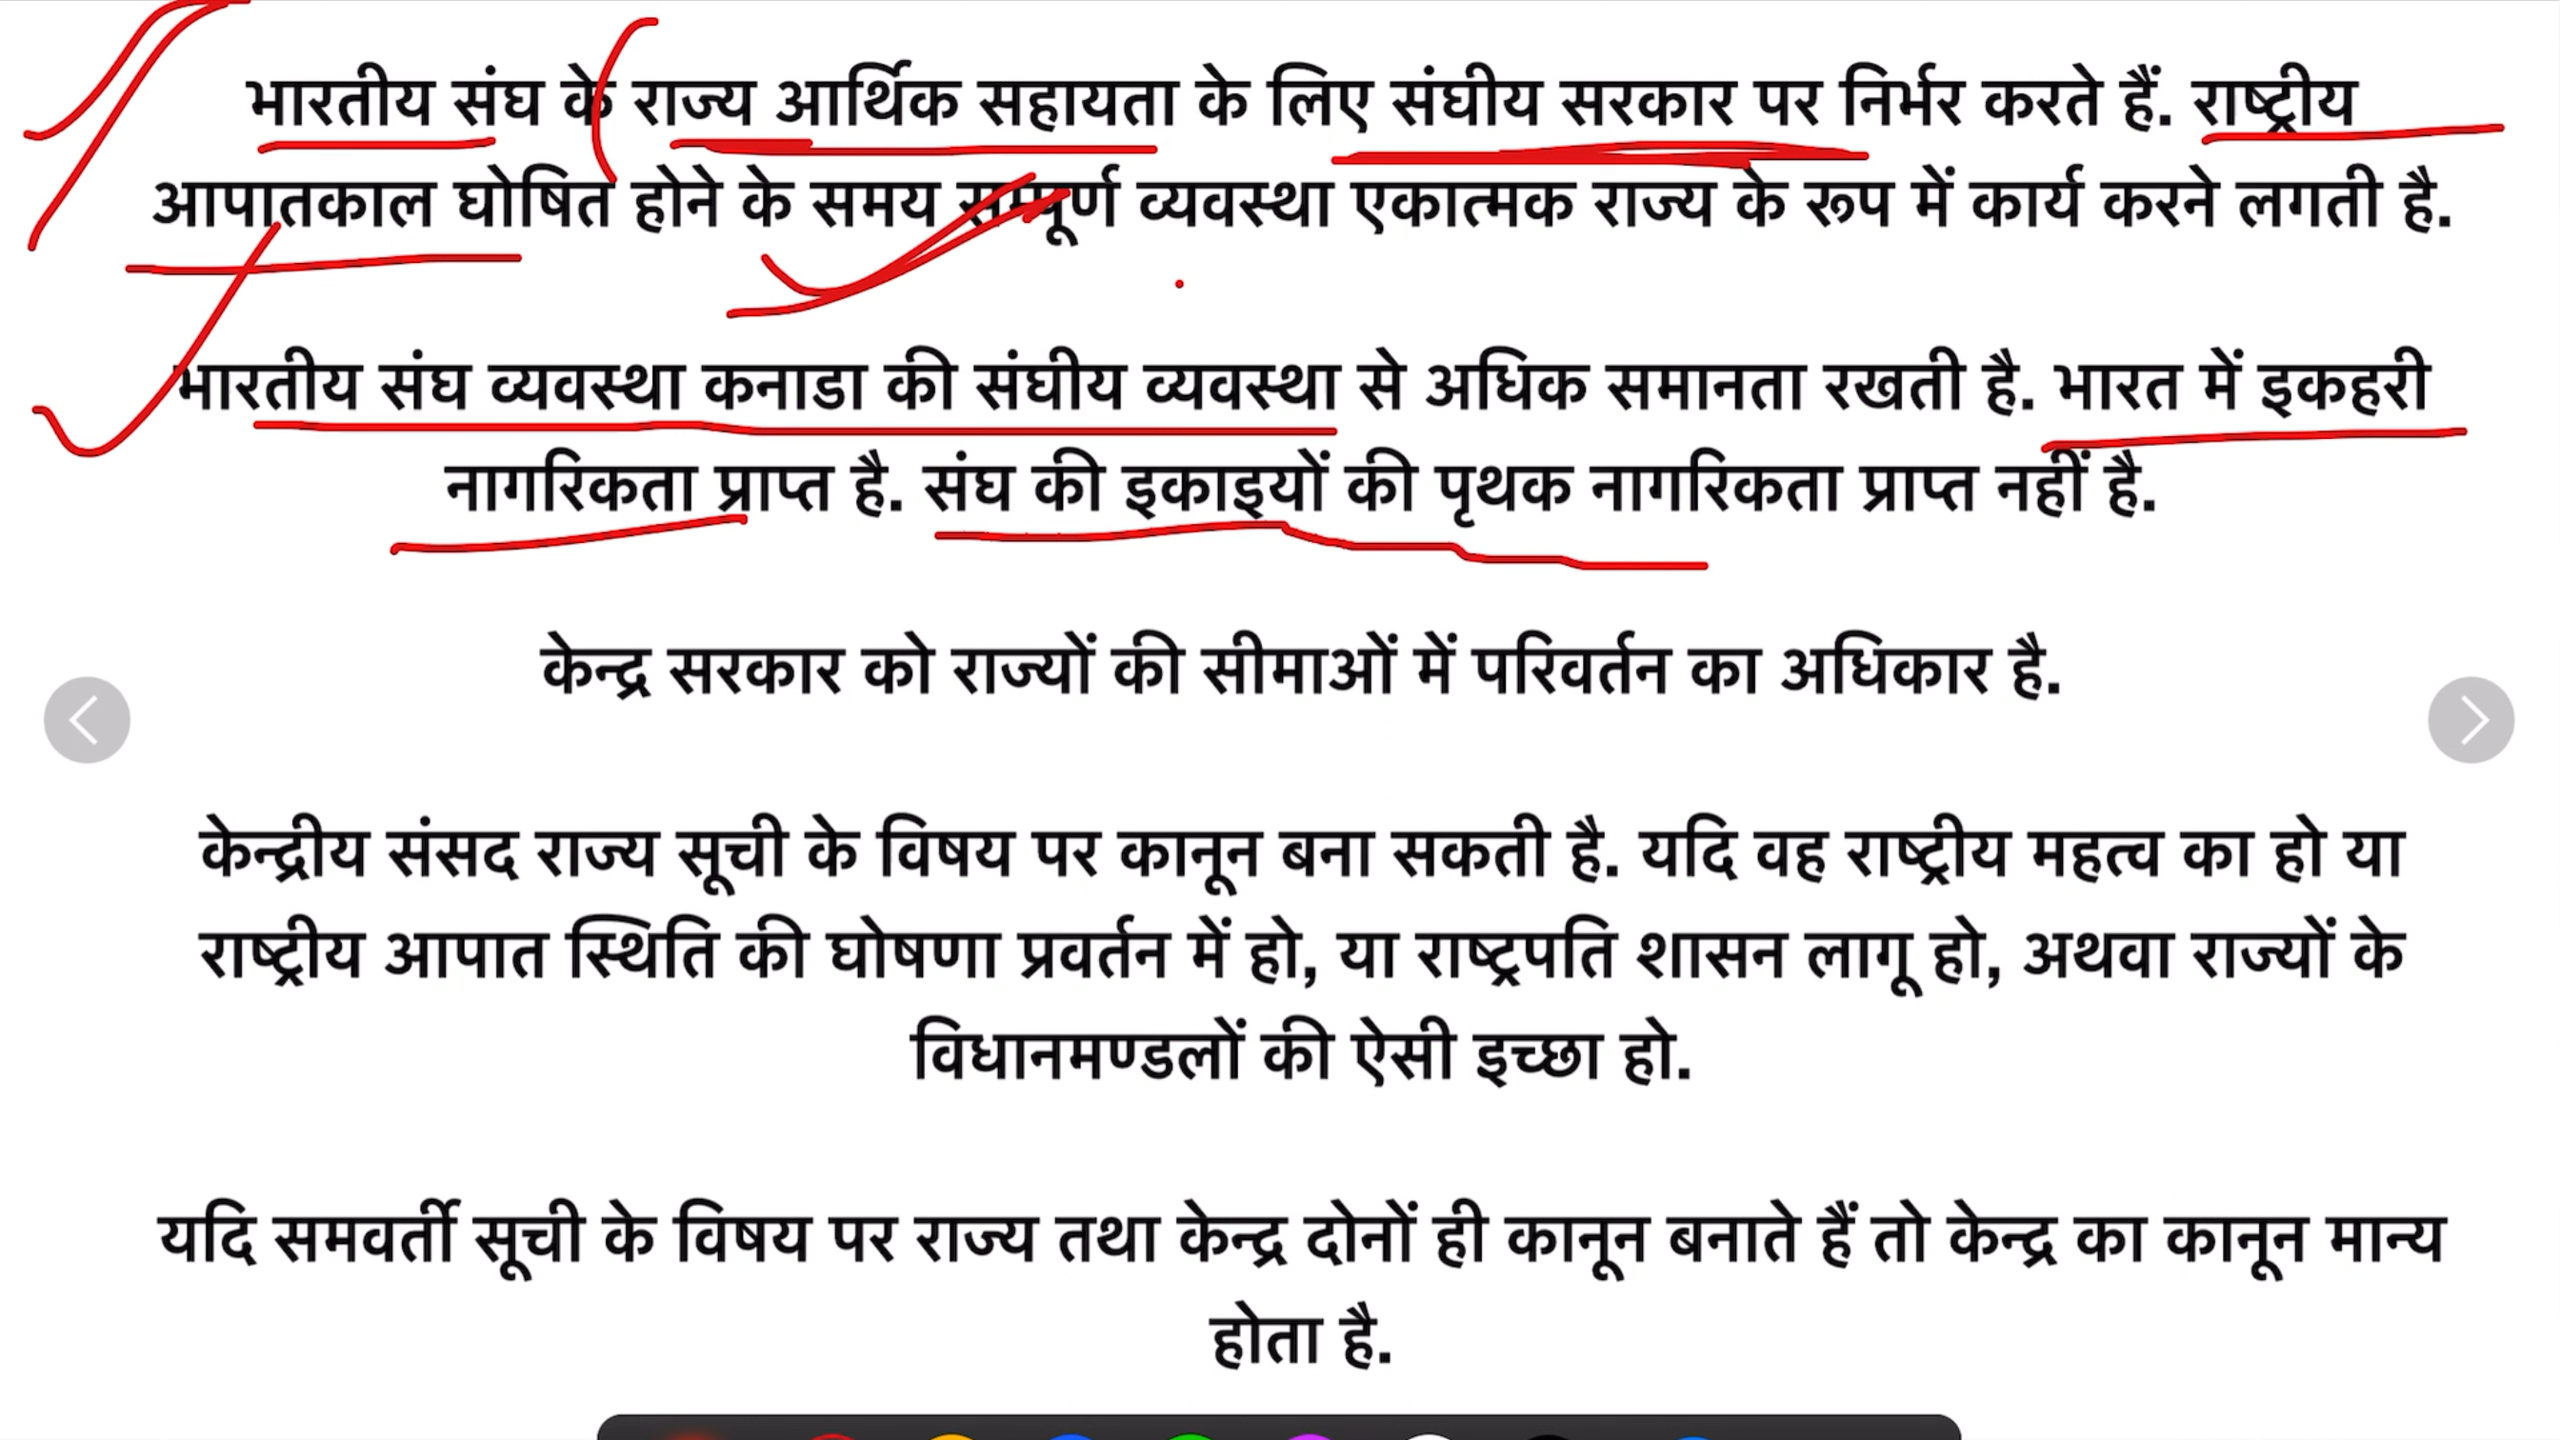 भारतीय संघ के राज्य आर्थिक सहायता के लिए संघीय सरकार पर निर्भर करते हैं. राष्ट्रीय
आपातकाल घोषित होने के समय सम्पूर्ण व्यवस्था एकात्मक राज्य के रूप में कार्य करने लगती है.
भारतीय संघ व्यवस्था कनाडा की संघीय व्यवस्था से अधिक समानता रखती है. भारत में इकहरी
नागरिकता प्राप्त है. संघ की इकाइयों की पृथक नागरिकता प्राप्त नहीं है.
केन्द्र सरकार को राज्यों की सीमाओं में परिवर्तन का अधिकार है.
केन्द्रीय संसद राज्य सूची के विषय पर कानून बना सकती है. यदि वह राष्ट्रीय महत्व का हो या
राष्ट्रीय आपात स्थिति की घोषणा प्रवर्तन में हो, या राष्ट्रपति शासन लागू हो, अथवा राज्यों के
विधानमण्डलों की ऐसी इच्छा हो.
यदि समवर्ती सूची के विषय पर राज्य तथा केन्द्र दोनों ही कानून बनाते हैं तो केन्द्र का कानून मान्य
होता है.